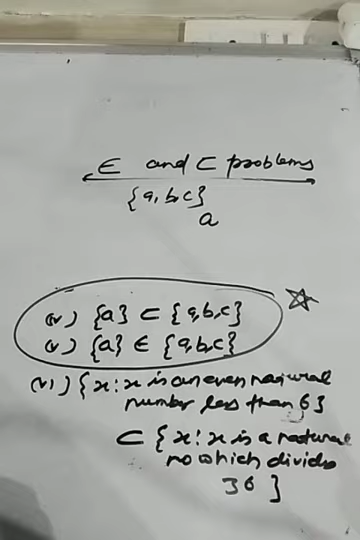 ∈ and ⊂ problems
{a,b,c}
a
(iv) {a} ⊂ {a,b,c}
(v) {a} ∈ {a,b,c}
(vi) {x: x is an even natural
number less than 6}
⊂ {x: x is a natural
no which divides
36}